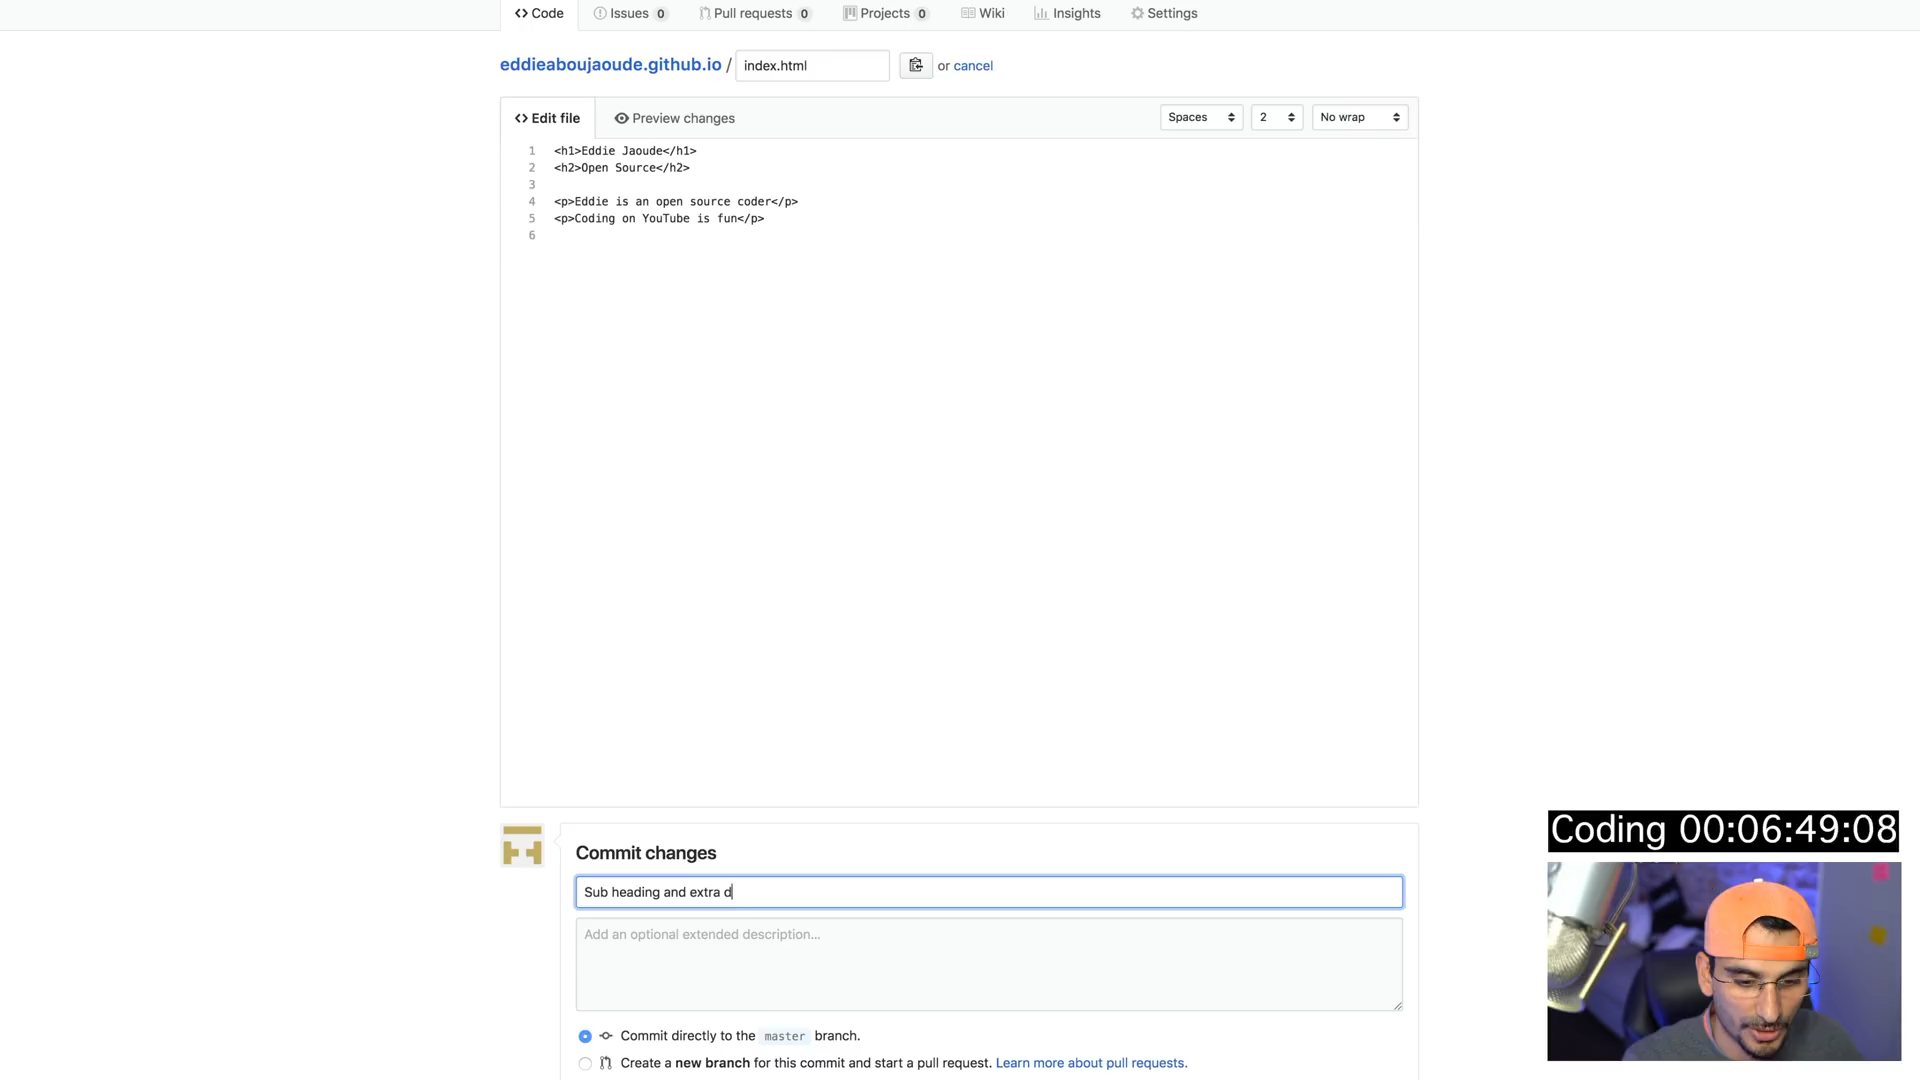 Code Issues 0 Pull requests 0 Projects 0 Wiki Insights Settings
eddieaboujaoude.github.io / index.html or cancel
Edit file Preview changes Spaces 2 No wrap
1 <h1>Eddie Jaoude</h1>
2 <h2>Open Source</h2>
3
4 <p>Eddie is an open source coder</p>
5 <p>Coding on YouTube is fun</p>
6
Commit changes
Sub heading and extra d
Add an optional extended description...
Commit directly to the master branch.
Create a new branch for this commit and start a pull request. Learn more about pull requests.
Coding 00:06:49:08